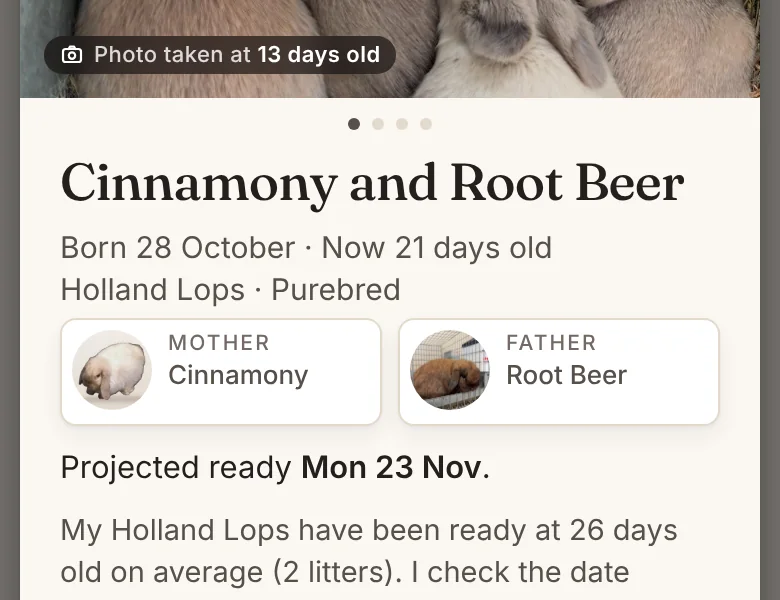 Photo taken at 13 days old
Cinnamony and Root Beer
Born 28 October · Now 21 days old
Holland Lops · Purebred
MOTHER
Cinnamony
FATHER
Root Beer
Projected ready Mon 23 Nov.
My Holland Lops have been ready at 26 days
old on average (2 litters). I check the date